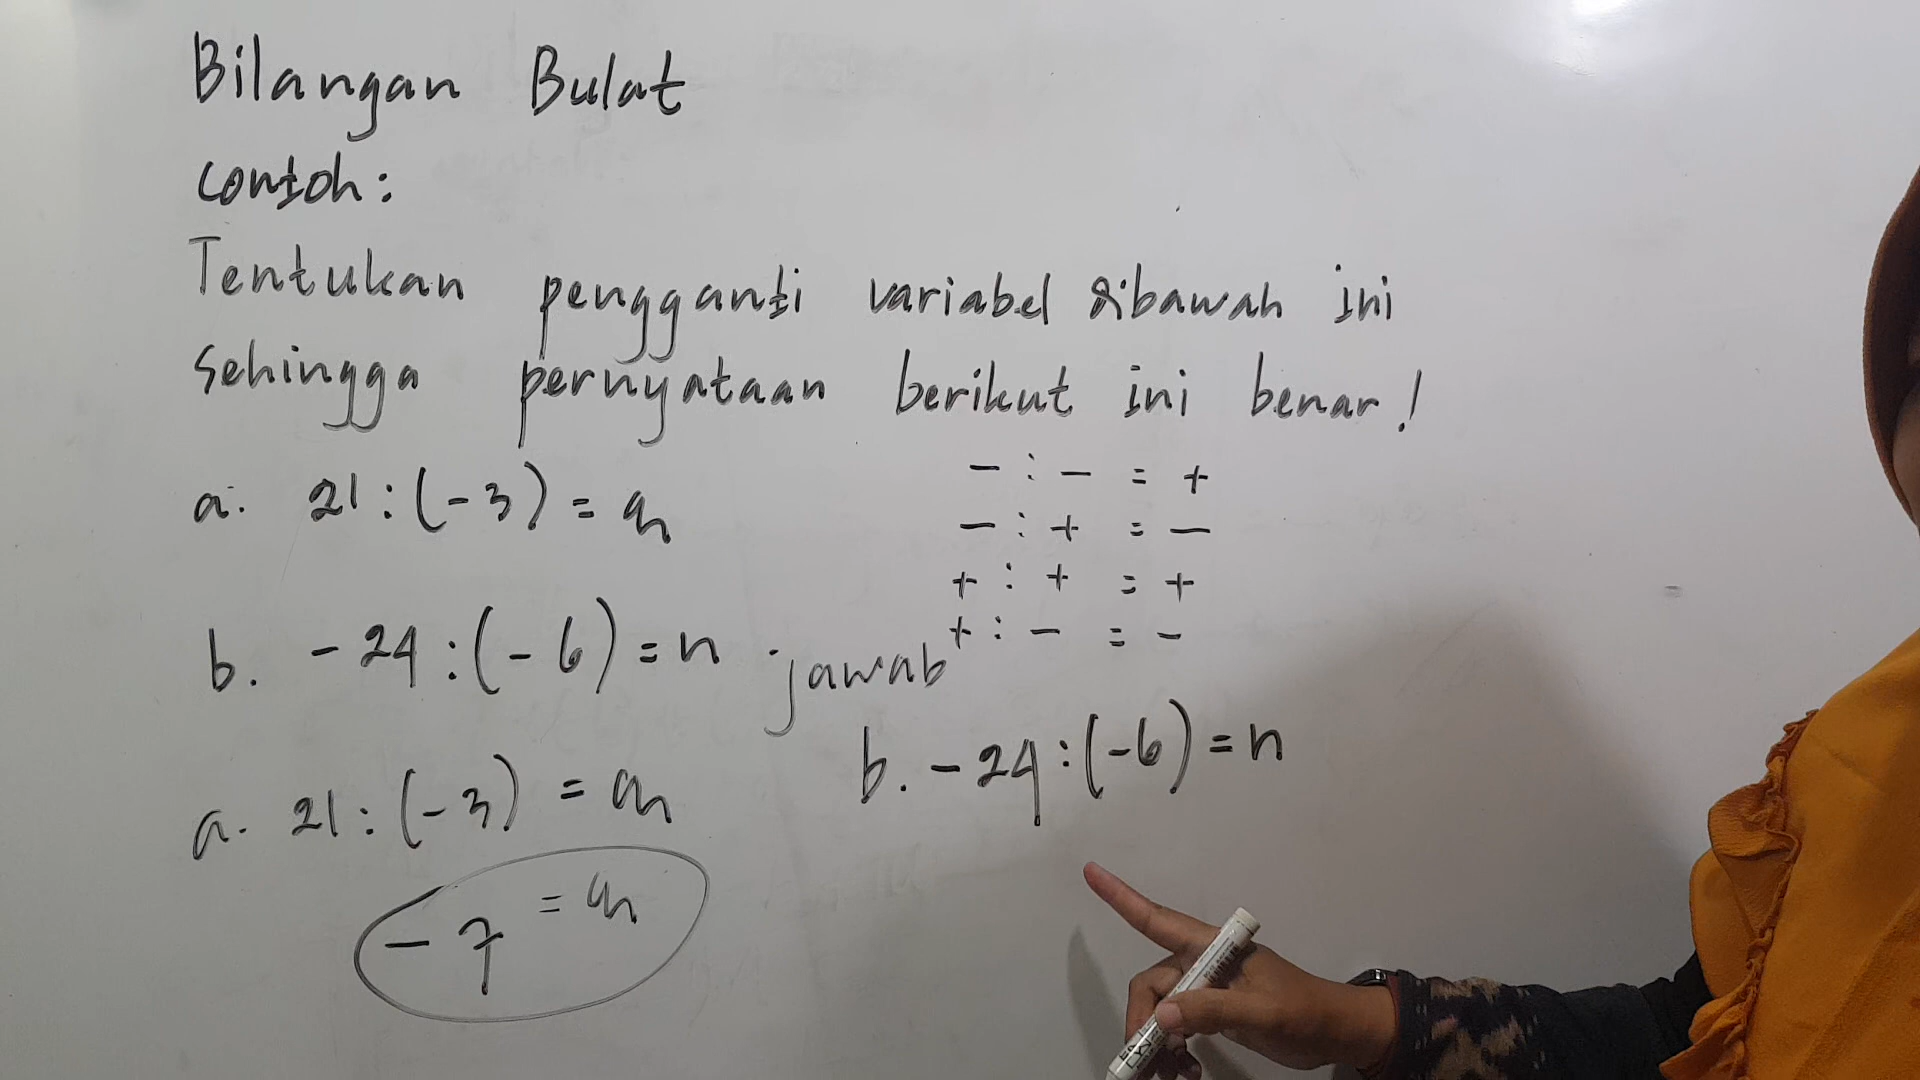 Bilangan Bulat
Contoh:
Tentukan pengganti variabel dibawah ini
sehingga pernyataan berikut ini benar!
a. 21 : (-3) = m
b. -24 : (-6) = n
- : - = +
- : + = -
+ : + = +
+ : - = -
jawab
a. 21 : (-3) = m
-7 = m
b. -24 : (-6) = n